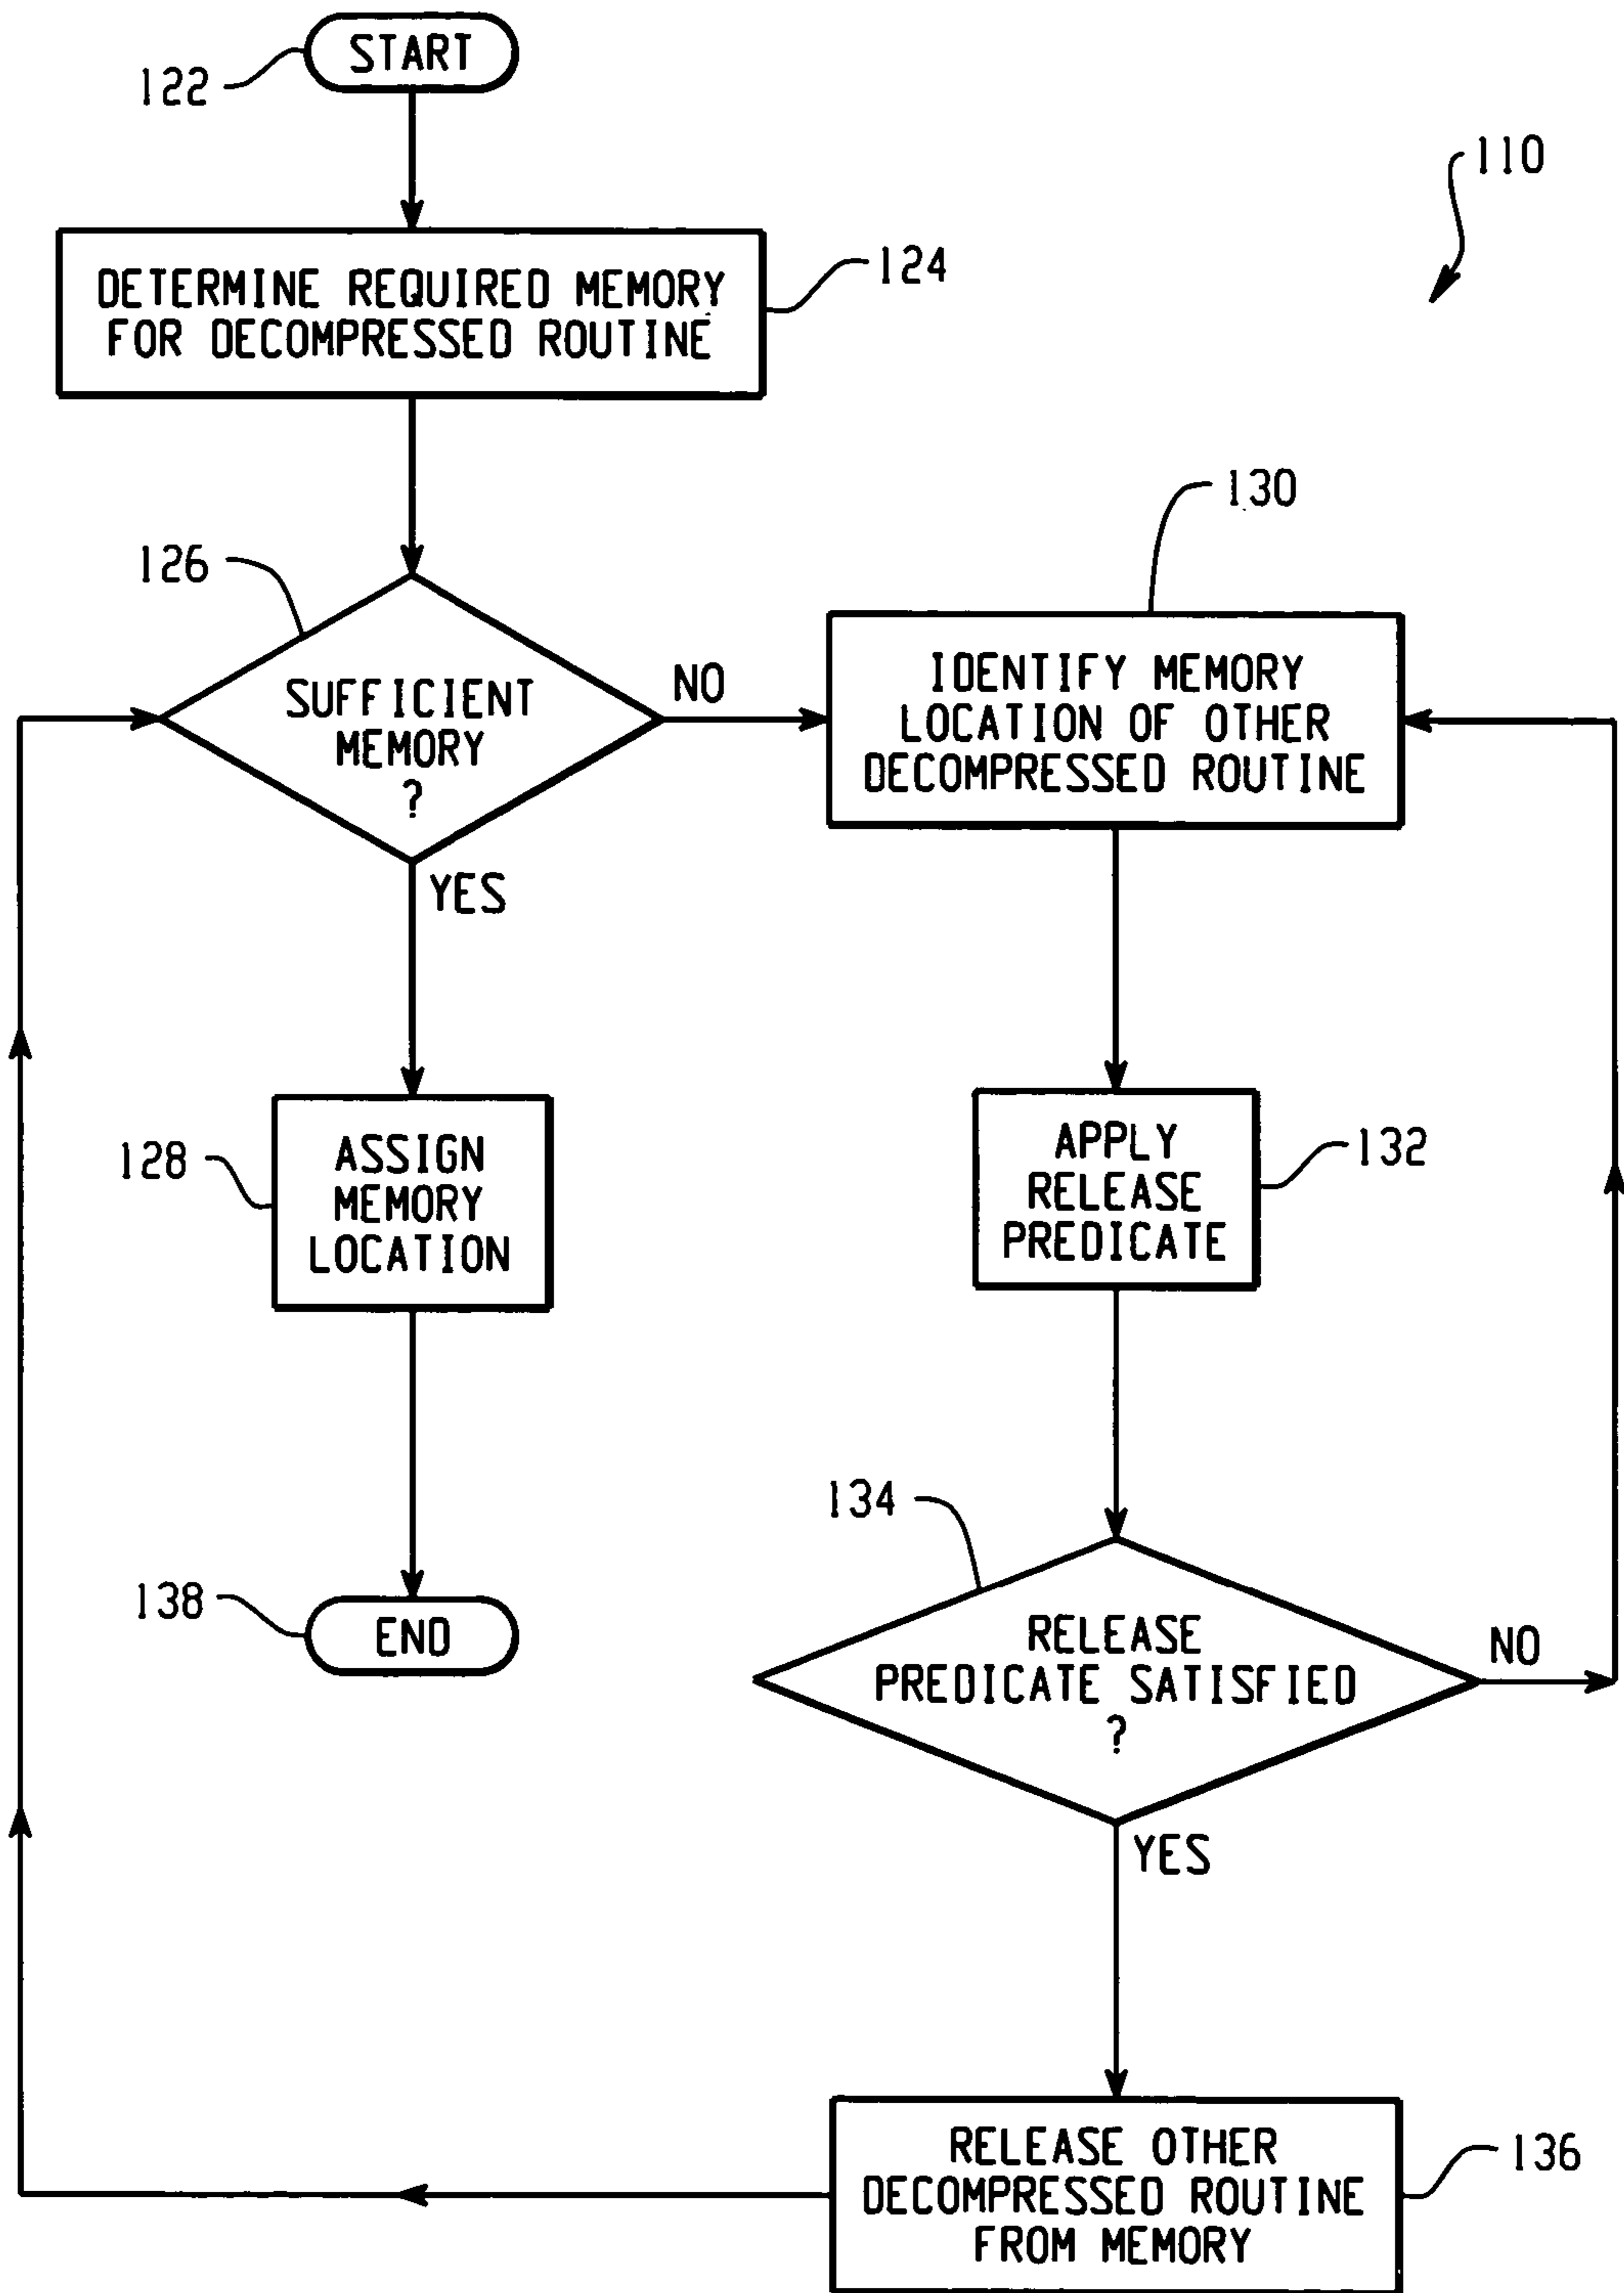 START
122
110
DETERMINE REQUIRED MEMORY
FOR DECOMPRESSED ROUTINE
124
130
126
SUFFICIENT
MEMORY
?
NO
YES
IDENTIFY MEMORY
LOCATION OF OTHER
DECOMPRESSED ROUTINE
128
ASSIGN
MEMORY
LOCATION
APPLY
RELEASE
PREDICATE
132
134
138
END
RELEASE
PREDICATE SATISFIED
?
NO
YES
RELEASE OTHER
DECOMPRESSED ROUTINE
FROM MEMORY
136